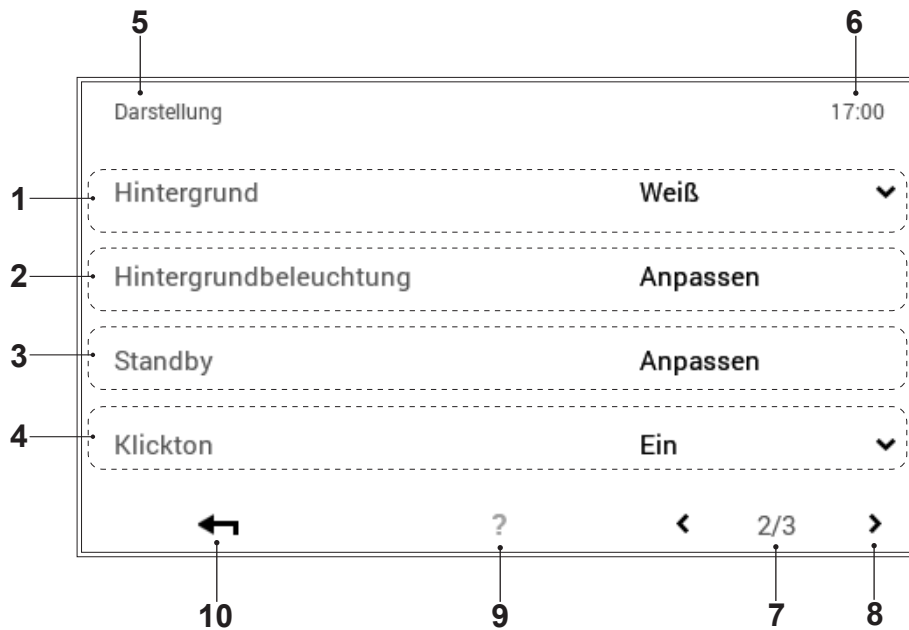 5 6
Darstellung 17:00
1 Hintergrund Weiß
2 Hintergrundbeleuchtung Anpassen
3 Standby Anpassen
4 Klickton Ein
? 2/3
10 9 7 8